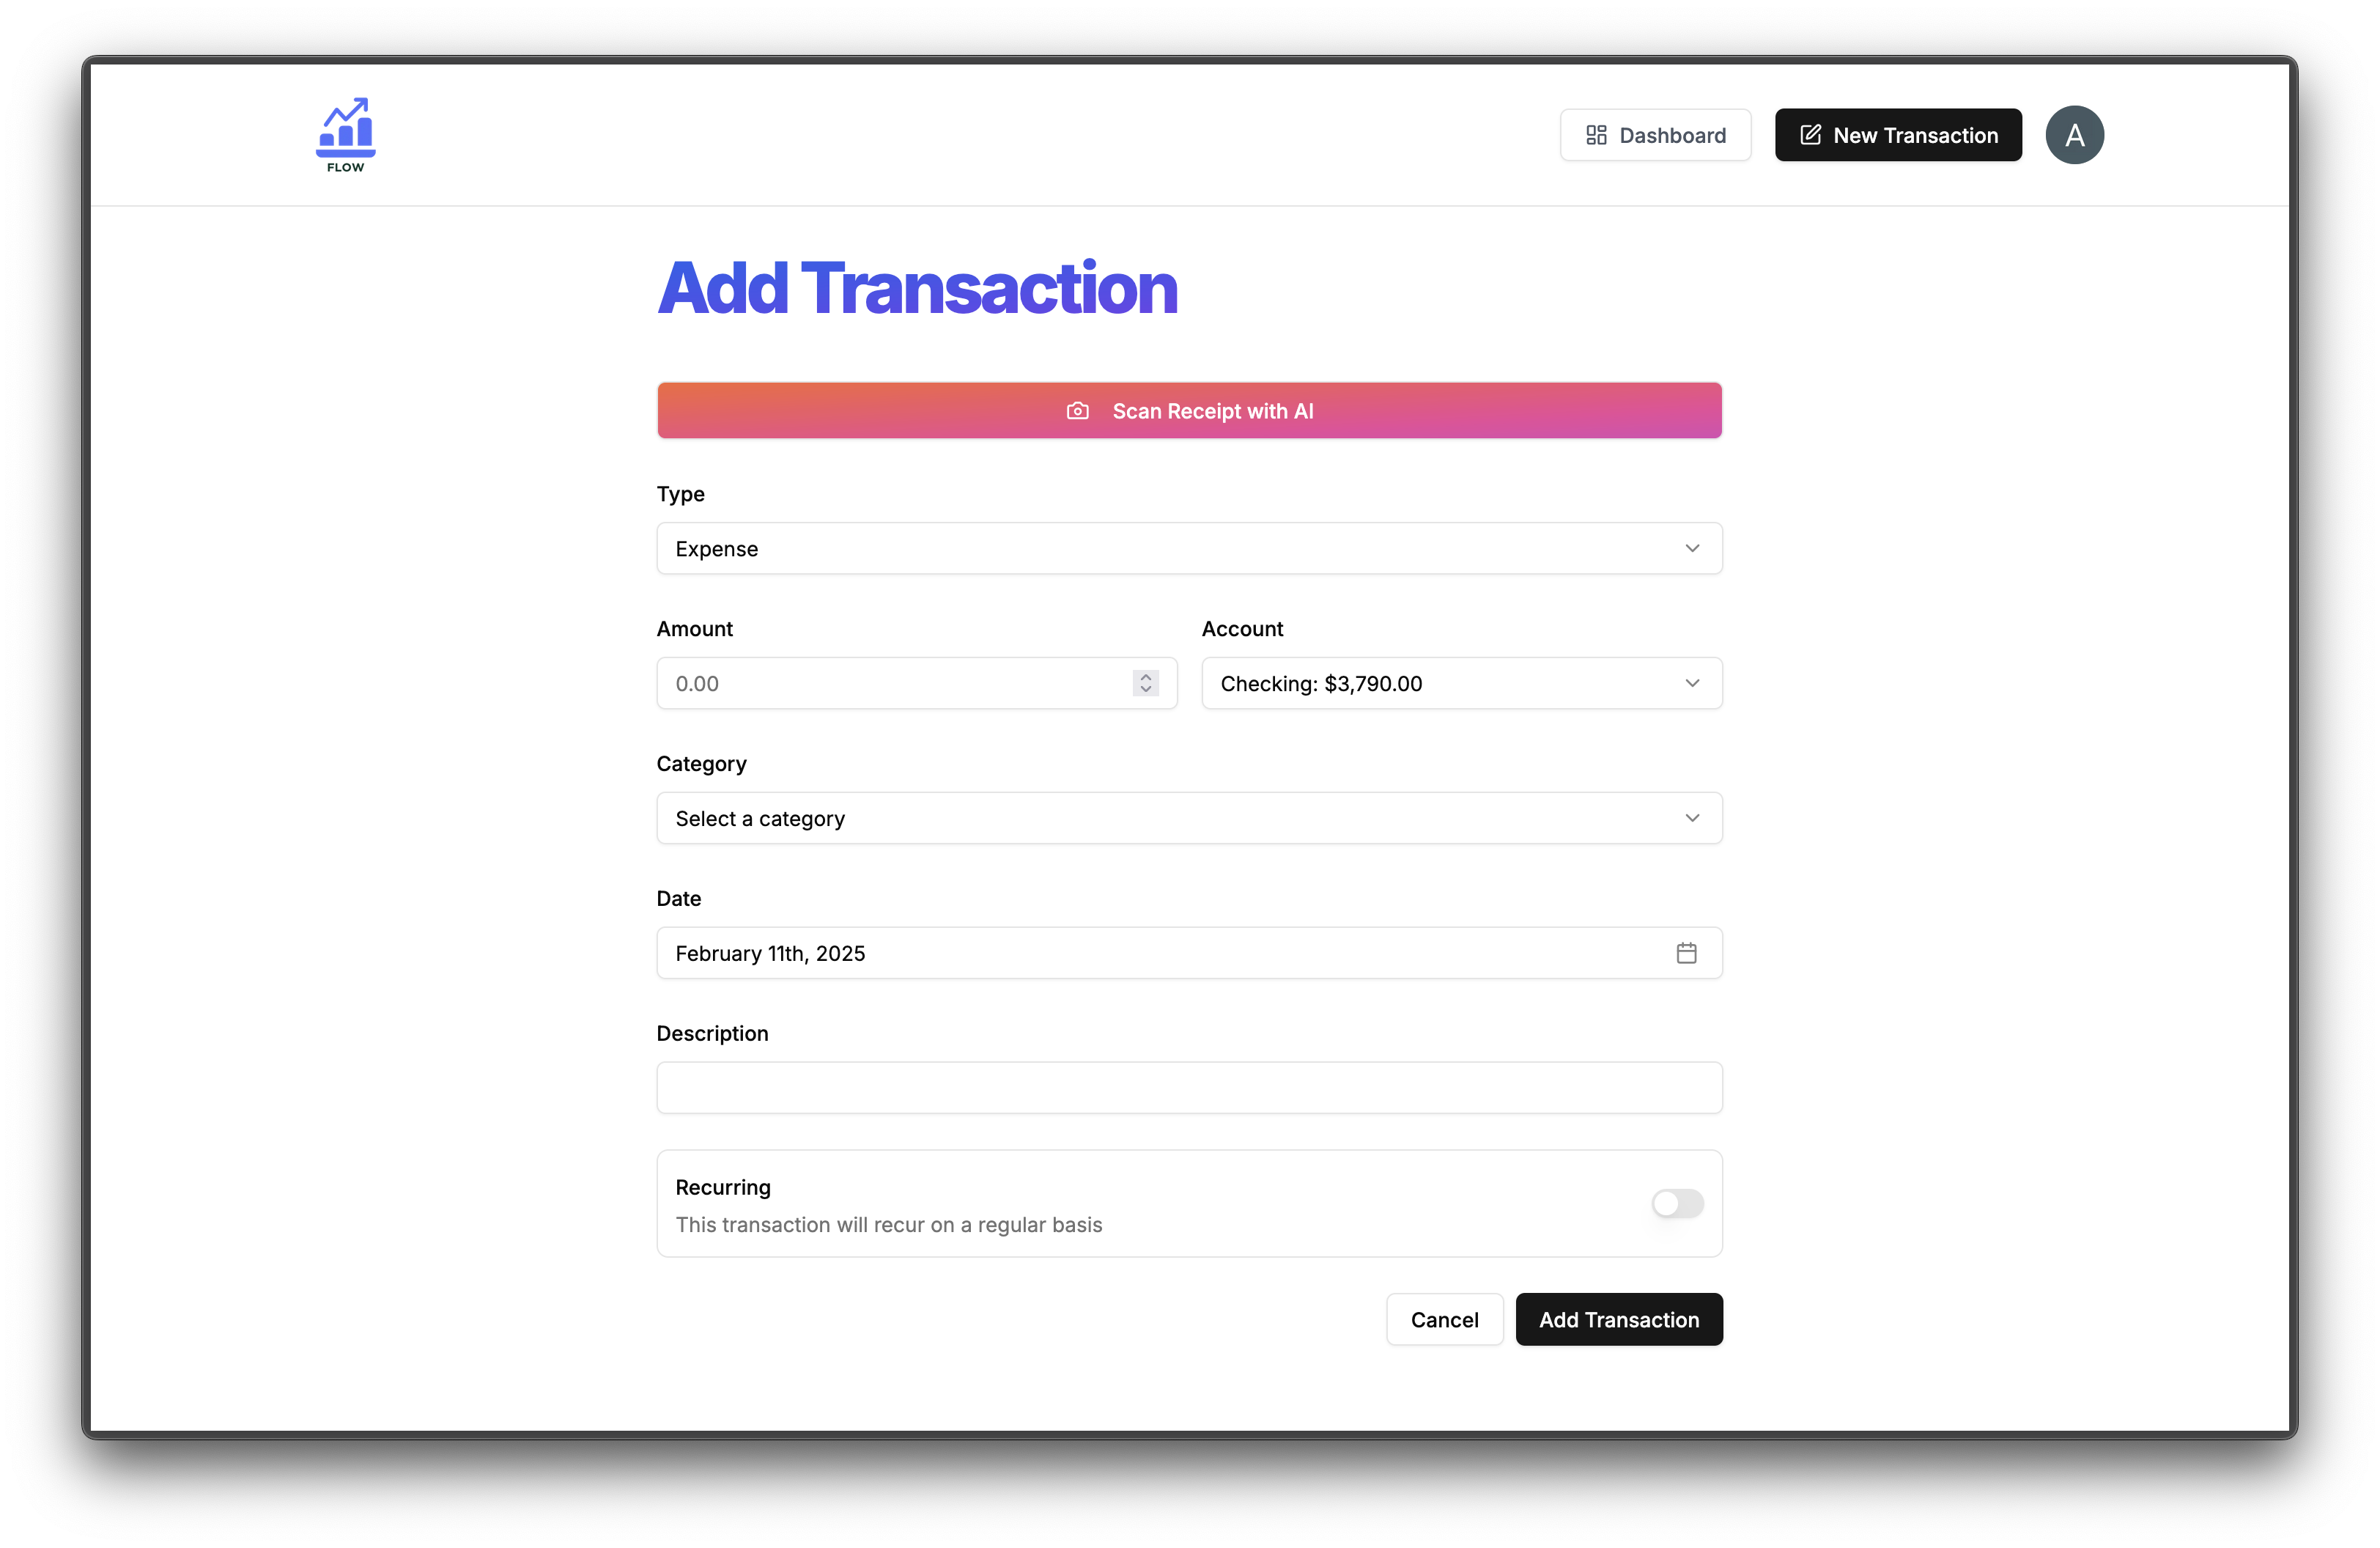 FLOW
Dashboard
New Transaction
A
Add Transaction
Scan Receipt with AI
Type
Expense
Amount
Account
0.00
Checking: $3,790.00
Category
Select a category
Date
February 11th, 2025
Description
Recurring
This transaction will recur on a regular basis
Cancel
Add Transaction